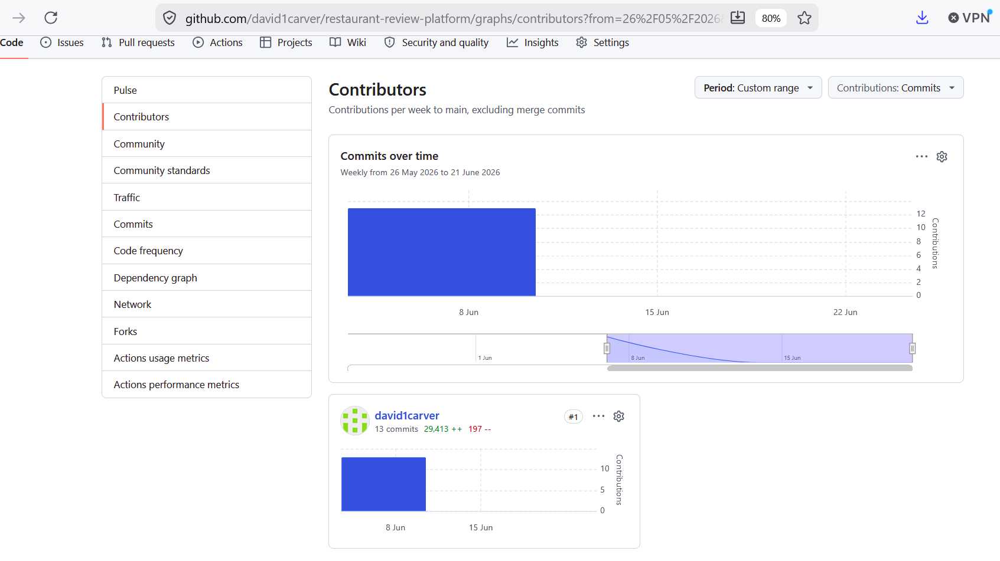 github.com/david1carver/restaurant-review-platform/graphs/contributors?from=26%2F05%2F2026
80%
VPN
Code
Issues
Pull requests
Actions
Projects
Wiki
Security and quality
Insights
Settings
Pulse
Contributors
Community
Community standards
Traffic
Commits
Code frequency
Dependency graph
Network
Forks
Actions usage metrics
Actions performance metrics
Contributors
Period: Custom range
Contributions: Commits
Contributions per week to main, excluding merge commits
Commits over time
Weekly from 26 May 2026 to 21 June 2026
12
10
8
6
4
2
0
Contributions
8 Jun
15 Jun
22 Jun
1 Jun
8 Jun
15 Jun
david1carver
#1
13 commits 29,413 ++ 197 --
10
5
0
Contributions
8 Jun
15 Jun